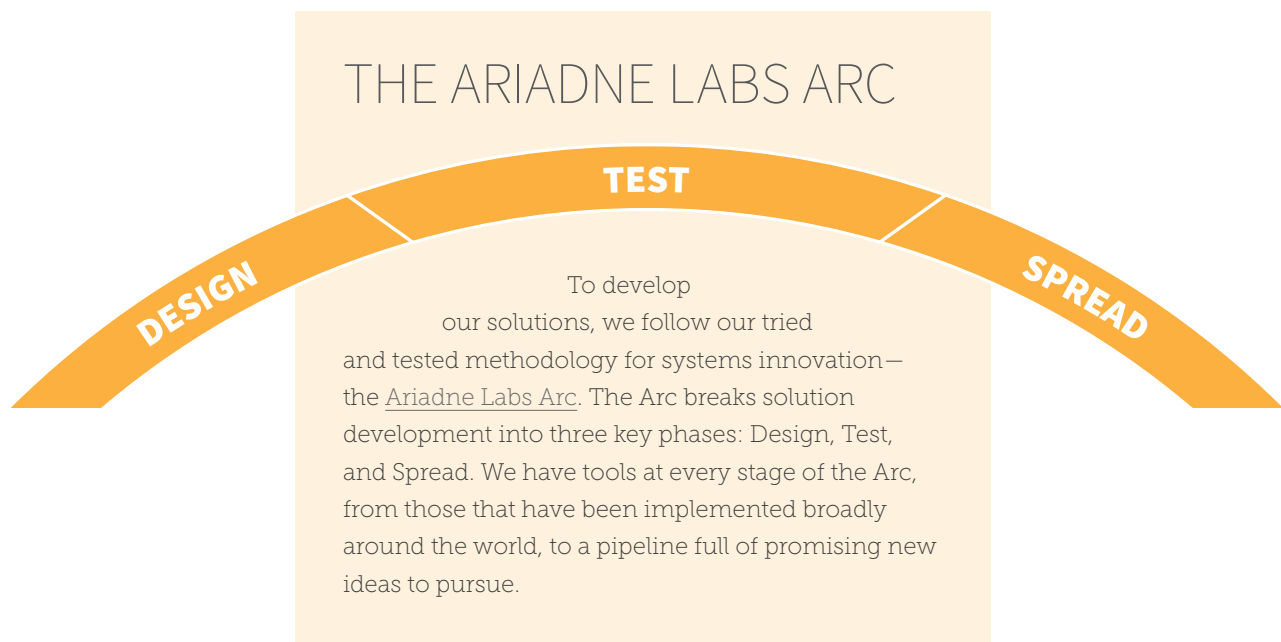 THE ARIADNE LABS ARC
DESIGN
TEST
SPREAD
To develop
our solutions, we follow our tried
and tested methodology for systems innovation—
the Ariadne Labs Arc. The Arc breaks solution
development into three key phases: Design, Test,
and Spread. We have tools at every stage of the Arc,
from those that have been implemented broadly
around the world, to a pipeline full of promising new
ideas to pursue.